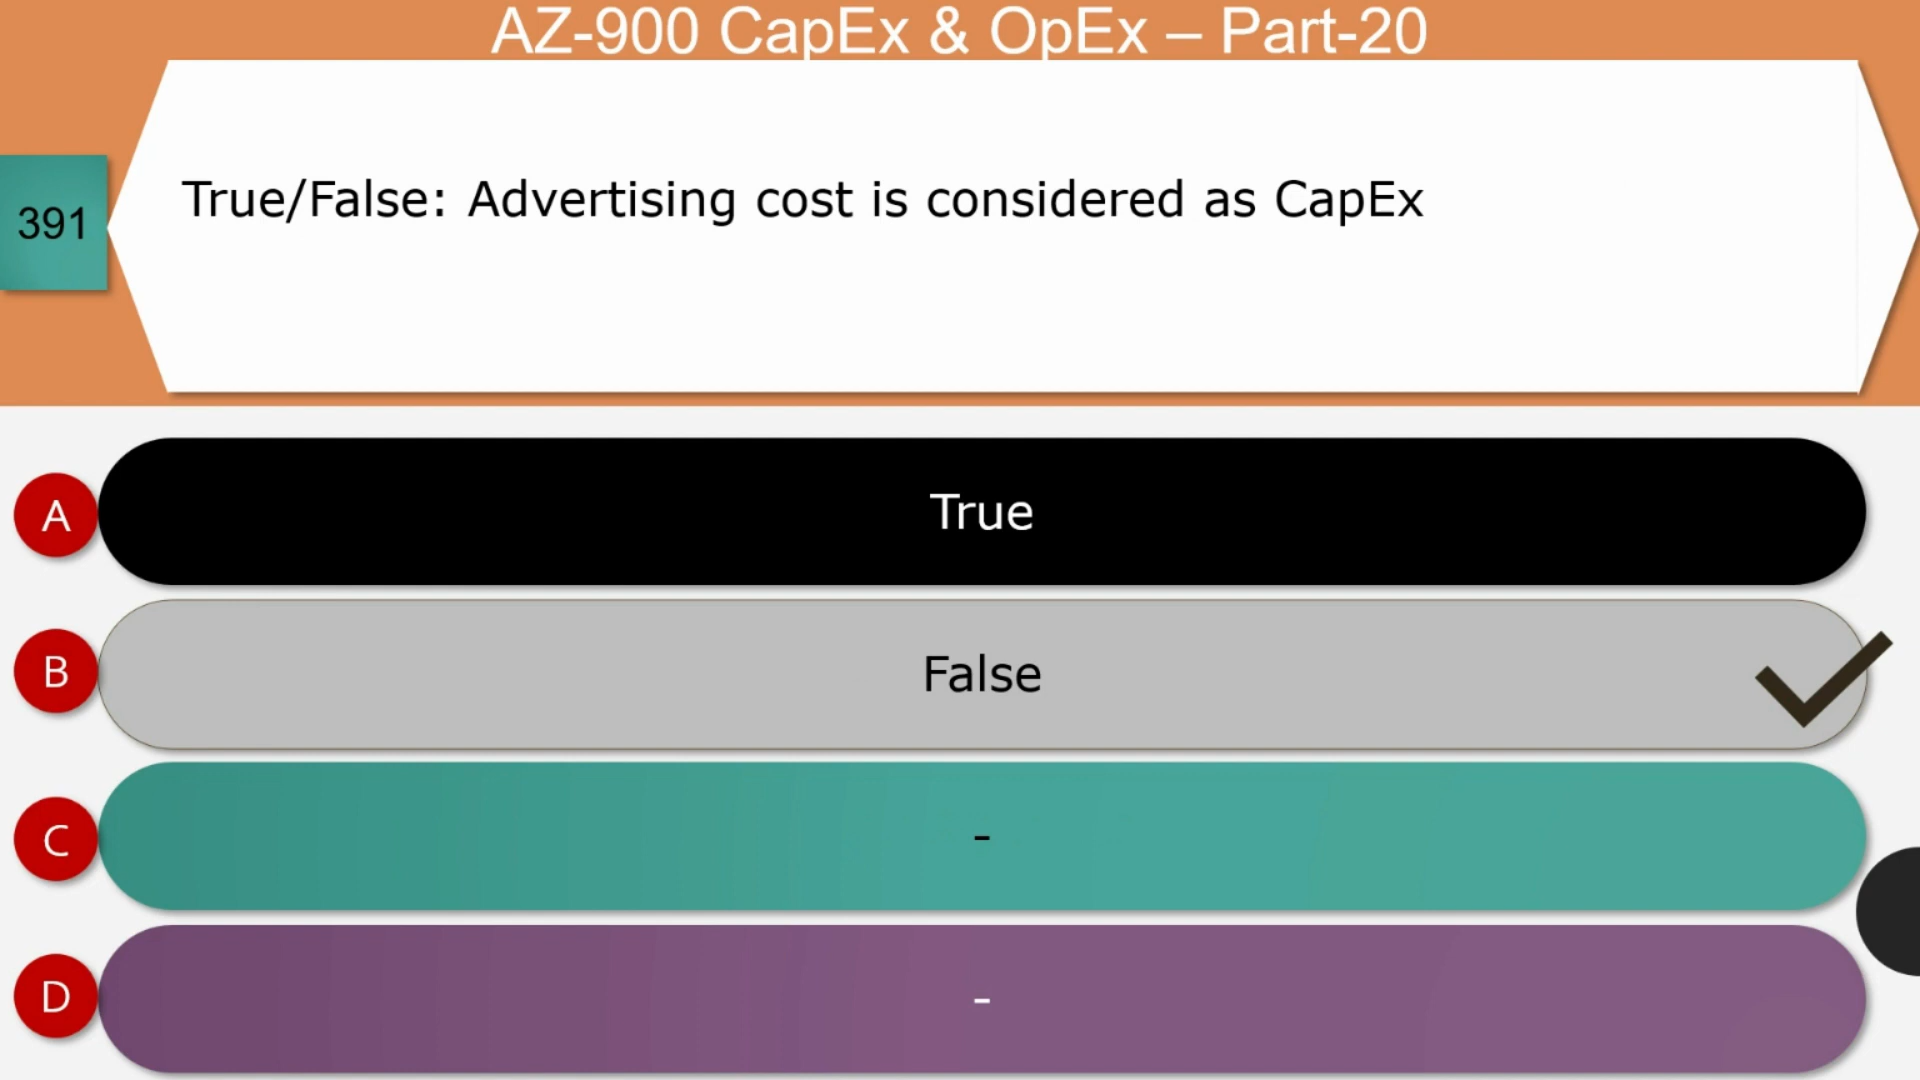 AZ-900 CapEx & OpEx – Part-20
391
True/False: Advertising cost is considered as CapEx
A
True
B
False
C
-
D
-